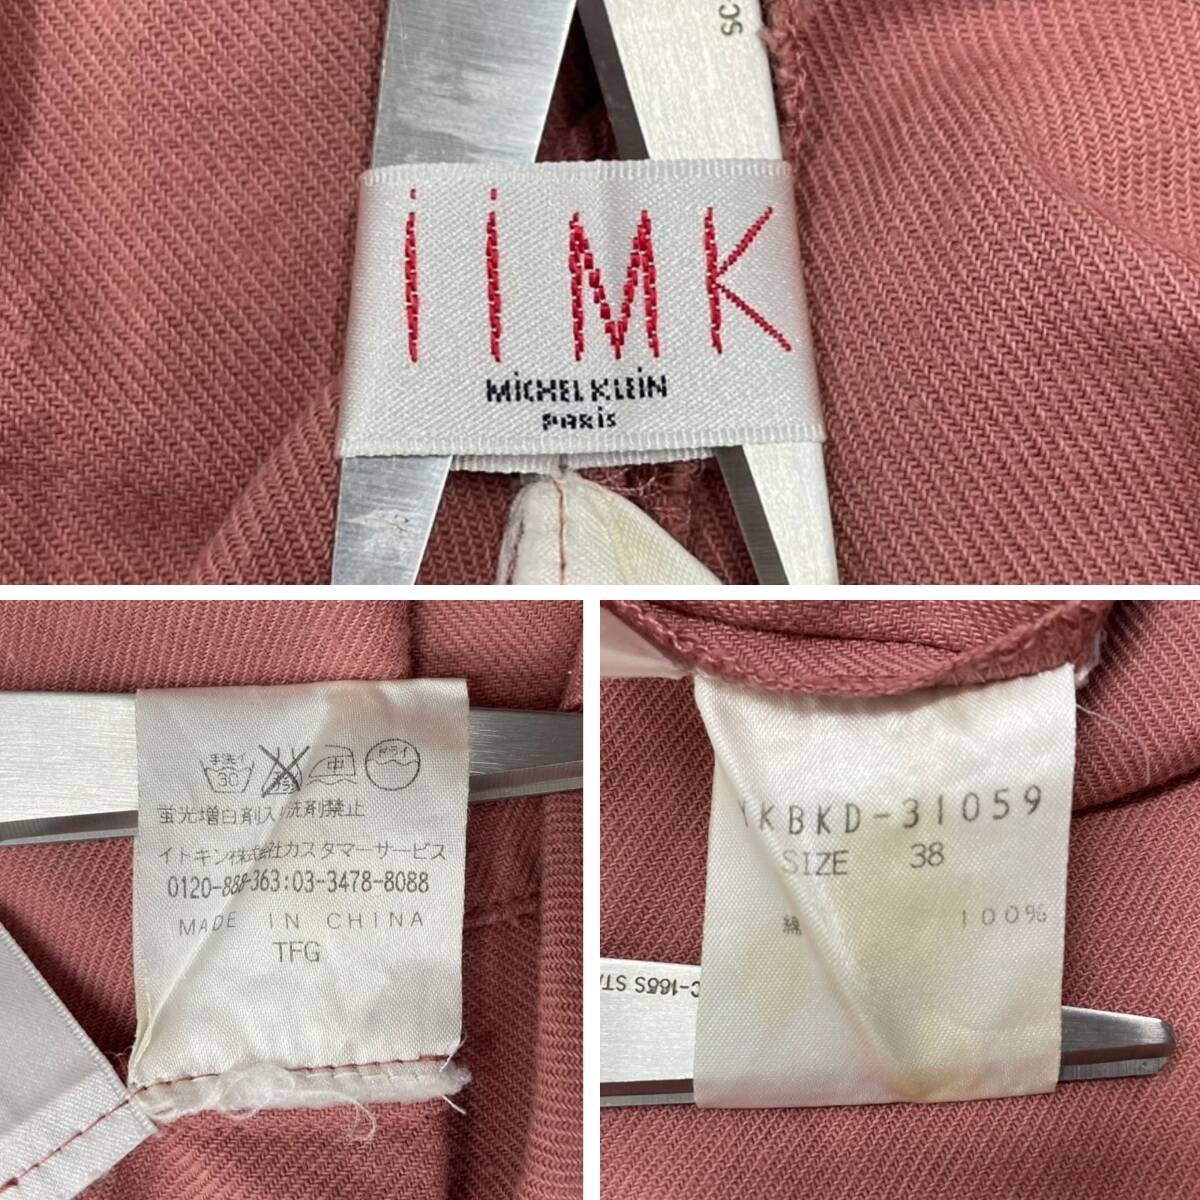 SC
iiMK
MiCHEL KLEiN
PARiS
手洗イ ドライ
30 中
蛍光増白剤入洗剤禁止
イトキン株式会社カスタマーサービス
0120-888-363:03-3478-8088
MADE IN CHINA
TFG
KBKD-31059
SIZE 38
綿 100%